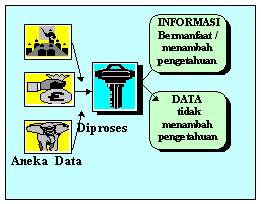 INFORMASI
Bermanfaat /
menambah
pengetahuan
DATA
tidak
menambah
pengetahuan
Diproses
Aneka Data